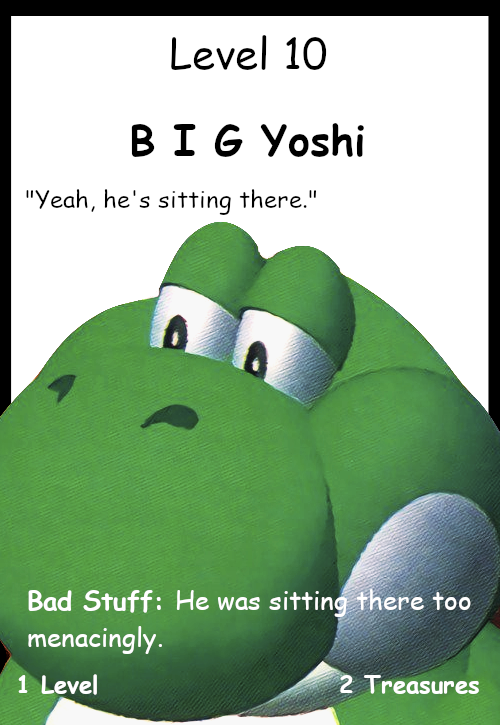 Level 10
B I G Yoshi
"Yeah, he's sitting there."
Bad Stuff: He was sitting there too
menacingly.
1 Level 2 Treasures